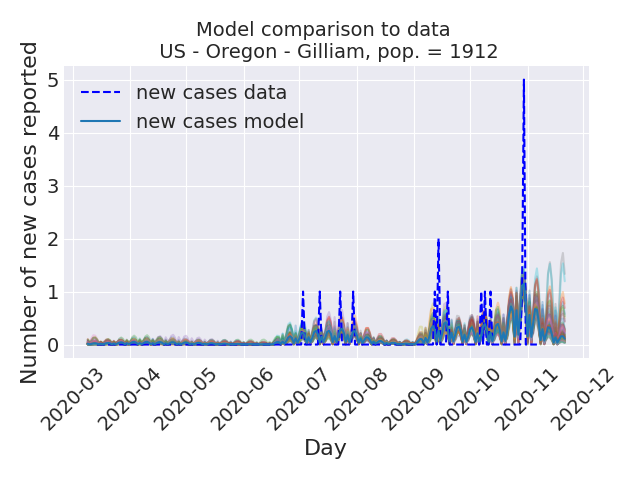 Model comparison to data
US - Oregon - Gilliam, pop. = 1912
Number of new cases reported
5
4
3
2
1
0
new cases data
new cases model
2020-03
2020-04
2020-05
2020-06
2020-07
2020-08
2020-09
2020-10
2020-11
2020-12
Day